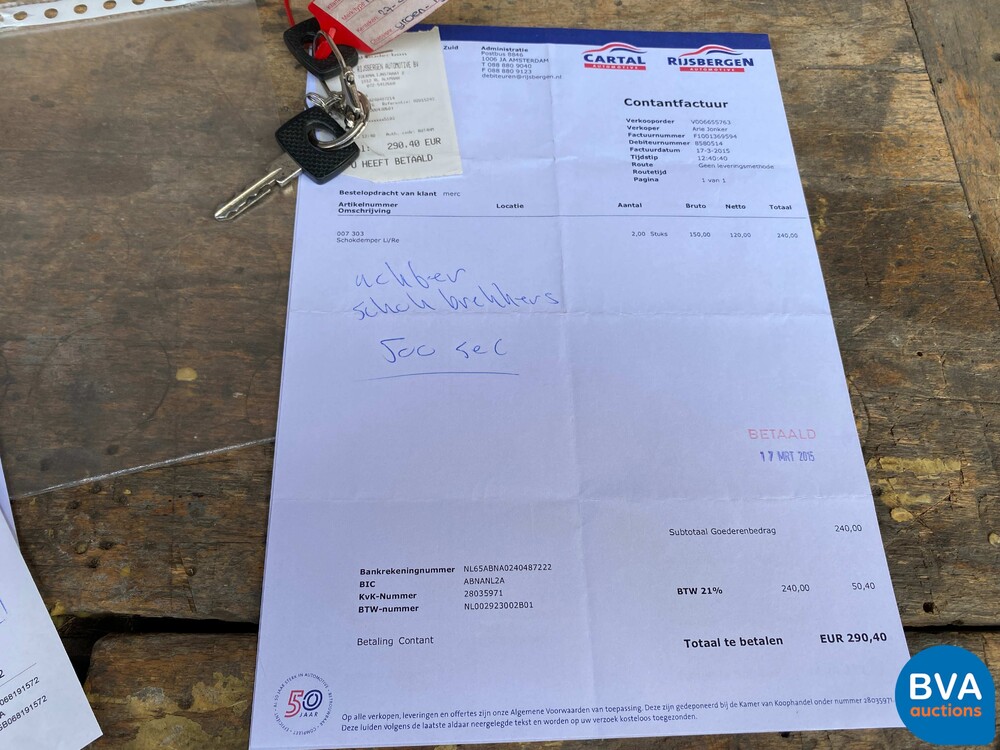 RIJSBERGEN AUTOMOTIVE BV
290.40 EUR
U HEEFT BETAALD
Zuid
Administratie
Postbus 9846
1006 JA AMSTERDAM
T 088 880 9040
F 088 880 9123
debiteuren@rijsbergen.nl
CARTAL
AUTOMOTIVE
RIJSBERGEN
AUTOMOTIVE
Contantfactuur
Verkooporder V006655763
Verkoper Arie Jonker
Factuurnummer F1001369594
Debiteurnummer 8580514
Factuurdatum 17-3-2015
Tijdstip 12:40:40
Route Geen leveringsmethode
Routetijd
Pagina 1 van 1
Bestelopdracht van klant merc
Artikelnummer
Omschrijving
Locatie Aantal Bruto Netto Totaal
007 303
Schokdemper Li/Re
2,00 Stuks 150,00 120,00 240,00
achber
schok brekkers
500 sec
BETAALD
17 MRT 2015
Subtotaal Goederenbedrag 240,00
Bankrekeningnummer NL65ABNA0240487222
BIC ABNANL2A
KvK-Nummer 28035971
BTW-nummer NL002923002B01
BTW 21% 240,00 50,40
Betaling Contant
Totaal te betalen EUR 290,40
50
JAAR
Op alle verkopen, leveringen en offertes zijn onze Algemene Voorwaarden van toepassing. Deze zijn gedeponeerd bij de Kamer van Koophandel onder nummer 28035971.
Deze luiden volgens de laatste aldaar neergelegde tekst en worden op uw verzoek kosteloos toegezonden.
BVA
auctions